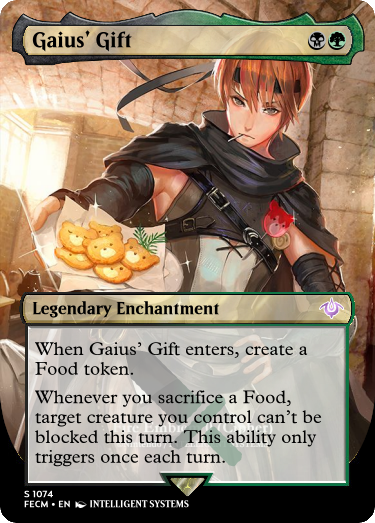 Gaius' Gift
Legendary Enchantment
When Gaius' Gift enters, create a
Food token.
Whenever you sacrifice a Food,
target creature you control can't be
blocked this turn. This ability only
triggers once each turn.
S 1074
FECM • EN INTELLIGENT SYSTEMS